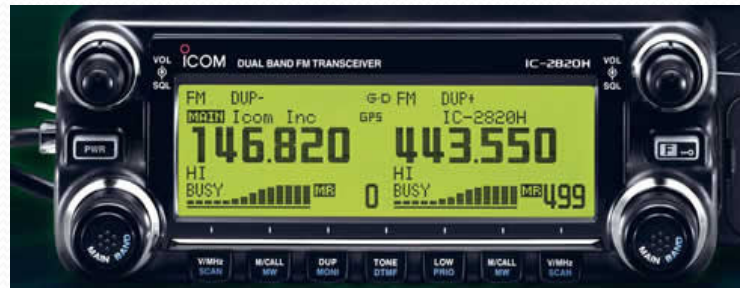 VOL ICOM DUAL BAND FM TRANSCEIVER IC-2820H VOL
SQL SQL
FM DUP- G-D FM DUP+
MAIN Icom Inc GPS IC-2820H
146.820 443.550
PWR F
HI HI
BUSY MR 0 BUSY MR 499
MAIN BAND MAIN BAND
V/MHz M/CALL DUP TONE LOW M/CALL V/MHz
SCAN MW MONI DTMF PRIO MW SCAN